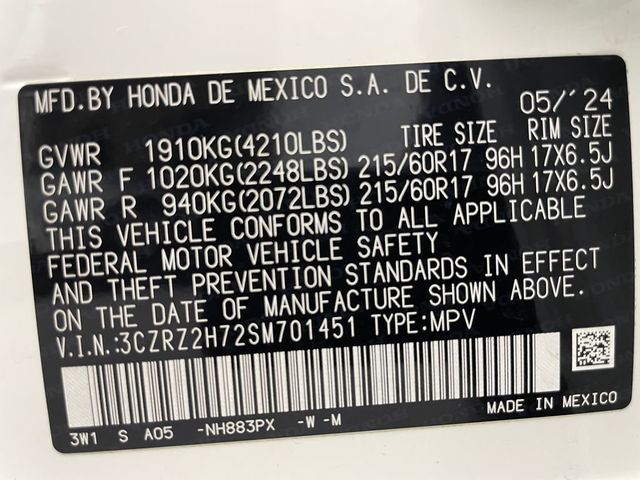 MFD.BY HONDA DE MEXICO S.A. DE C.V.
05/'24
GVWR 1910KG(4210LBS) TIRE SIZE RIM SIZE
GAWR F 1020KG(2248LBS) 215/60R17 96H 17X6.5J
GAWR R 940KG(2072LBS) 215/60R17 96H 17X6.5J
THIS VEHICLE CONFORMS TO ALL APPLICABLE
FEDERAL MOTOR VEHICLE SAFETY
AND THEFT PREVENTION STANDARDS IN EFFECT
ON THE DATE OF MANUFACTURE SHOWN ABOVE.
V.I.N:3CZRZ2H72SM701451 TYPE:MPV
MADE IN MEXICO
3W1 S A05 -NH883PX -W -M